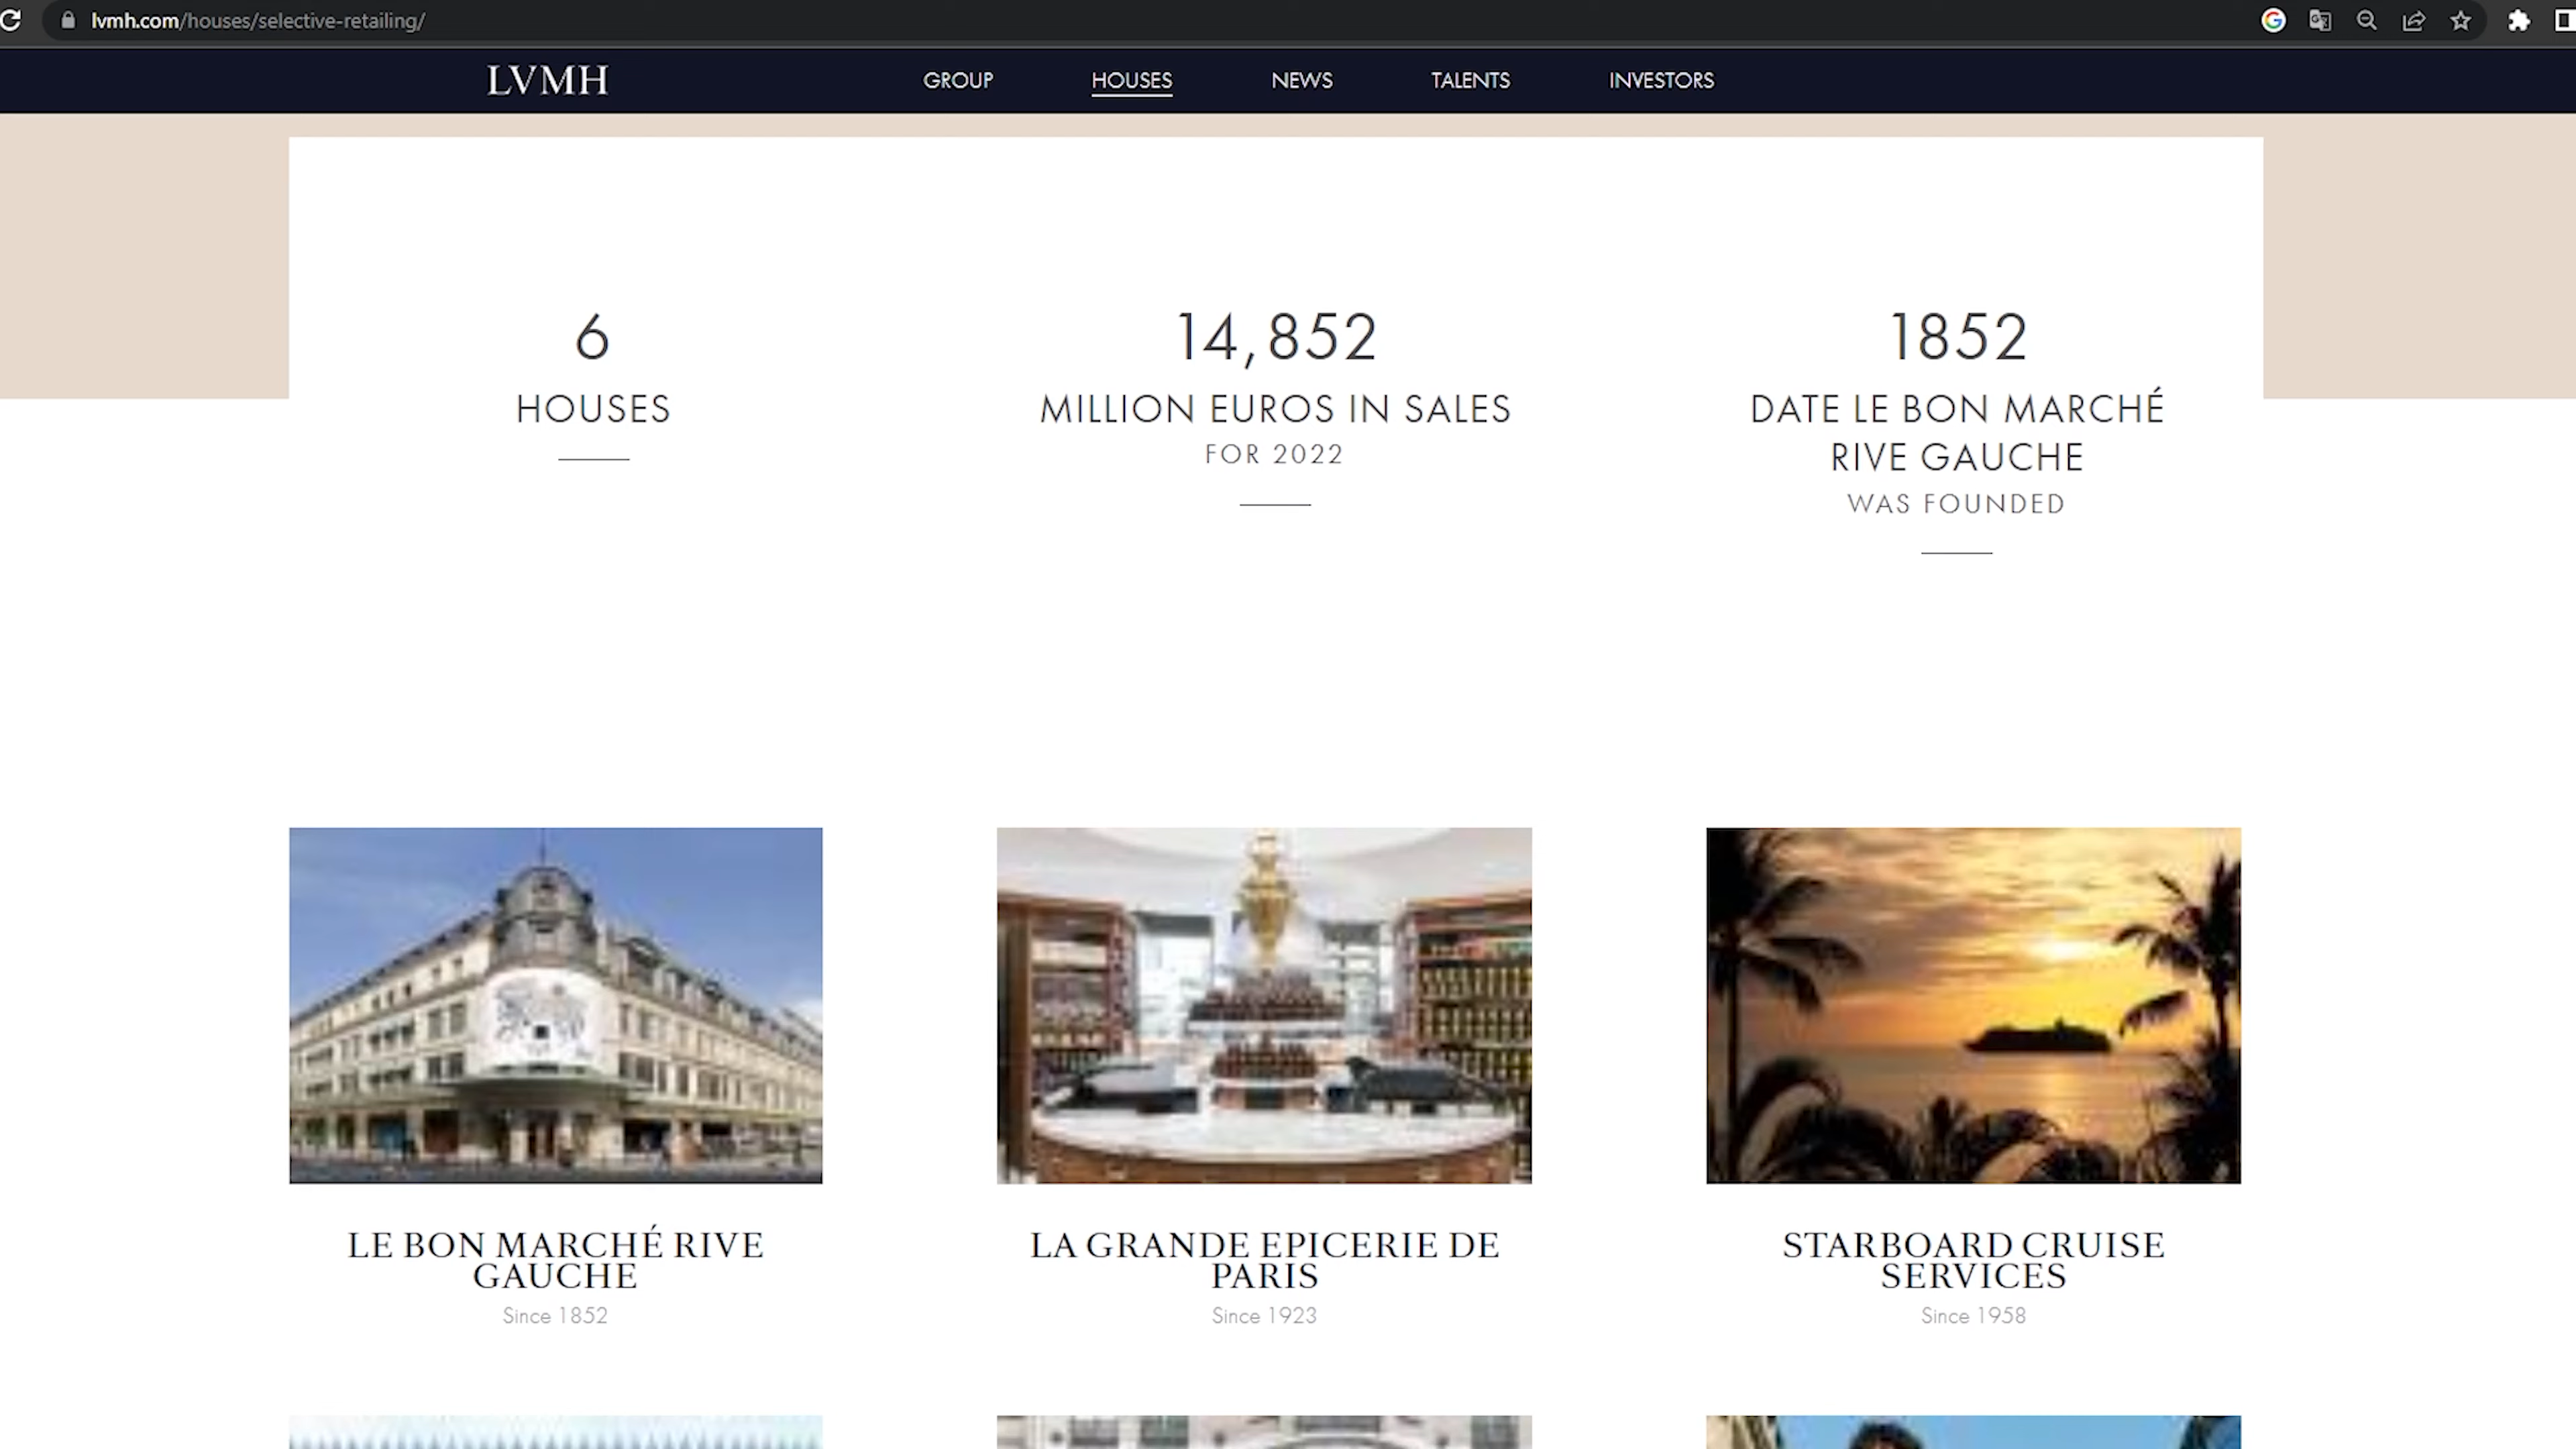 lvmh.com/houses/selective-retailing/
LVMH
GROUP
HOUSES
NEWS
TALENTS
INVESTORS
6
HOUSES
14,852
MILLION EUROS IN SALES
FOR 2022
1852
DATE LE BON MARCHÉ
RIVE GAUCHE
WAS FOUNDED
LE BON MARCHÉ RIVE
GAUCHE
Since 1852
LA GRANDE EPICERIE DE
PARIS
Since 1923
STARBOARD CRUISE
SERVICES
Since 1958